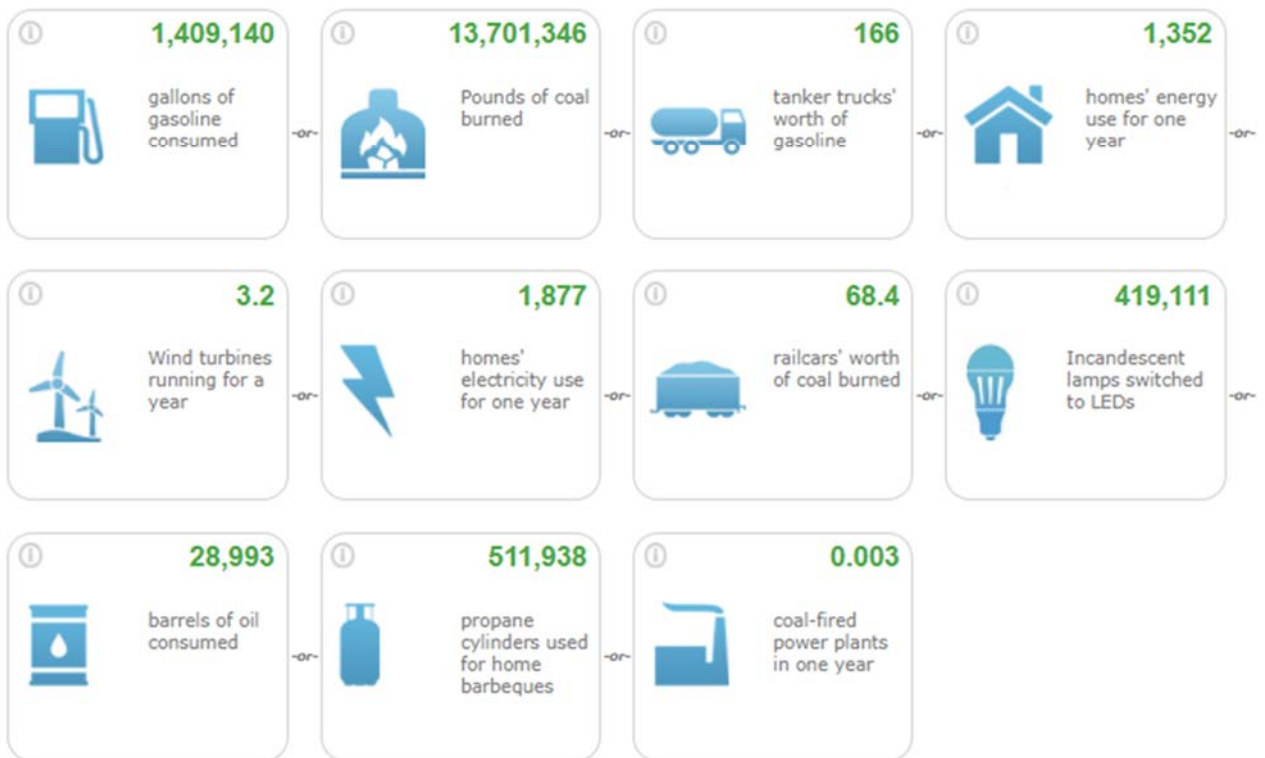 1,409,140
gallons of
gasoline
consumed
-or-
13,701,346
Pounds of coal
burned
-or-
166
tanker trucks'
worth of
gasoline
-or-
1,352
homes' energy
use for one
year
-or-
3.2
Wind turbines
running for a
year
-or-
1,877
homes'
electricity use
for one year
-or-
68.4
railcars' worth
of coal burned
-or-
419,111
Incandescent
lamps switched
to LEDs
-or-
28,993
barrels of oil
consumed
-or-
511,938
propane
cylinders used
for home
barbeques
-or-
0.003
coal-fired
power plants
in one year